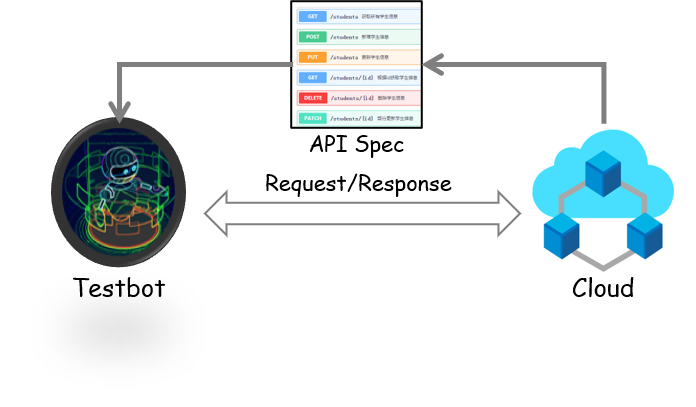 GET /students 获取所有学生信息
POST /students 新增学生信息
PUT /students 更新学生信息
GET /students/{id} 根据id获取学生信息
DELETE /students/{id} 删除学生信息
PATCH /students/{id} 部分更新学生信息
API Spec
Request/Response
Testbot
Cloud